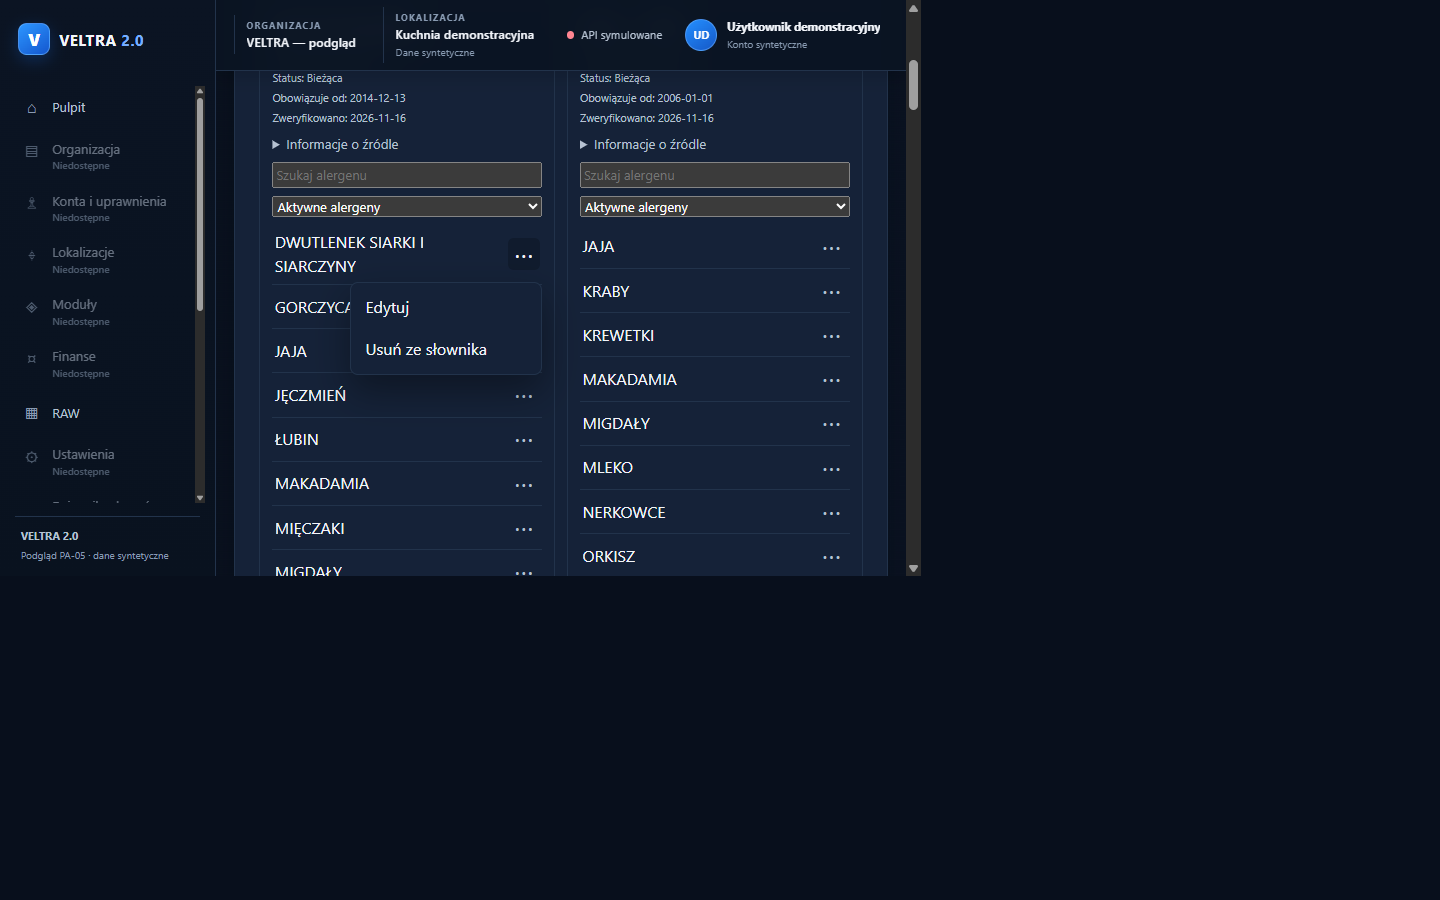 VELTRA 2.0
ORGANIZACJA
VELTRA — podgląd
LOKALIZACJA
Kuchnia demonstracyjna
Dane syntetyczne
API symulowane
UD
Użytkownik demonstracyjny
Konto syntetyczne
Pulpit
Organizacja
Niedostępne
Konta i uprawnienia
Niedostępne
Lokalizacje
Niedostępne
Moduły
Niedostępne
Finanse
Niedostępne
RAW
Ustawienia
Niedostępne
VELTRA 2.0
Podgląd PA-05 · dane syntetyczne
Status: Bieżąca
Obowiązuje od: 2014-12-13
Zweryfikowano: 2026-11-16
Informacje o źródle
Szukaj alergenu
Aktywne alergeny
DWUTLENEK SIARKI I
SIARCZYNY
GORCZYCA
JAJA
Edytuj
Usuń ze słownika
JĘCZMIEŃ
ŁUBIN
MAKADAMIA
MIĘCZAKI
MIGDAŁY
Status: Bieżąca
Obowiązuje od: 2006-01-01
Zweryfikowano: 2026-11-16
Informacje o źródle
Szukaj alergenu
Aktywne alergeny
JAJA
KRABY
KREWETKI
MAKADAMIA
MIGDAŁY
MLEKO
NERKOWCE
ORKISZ